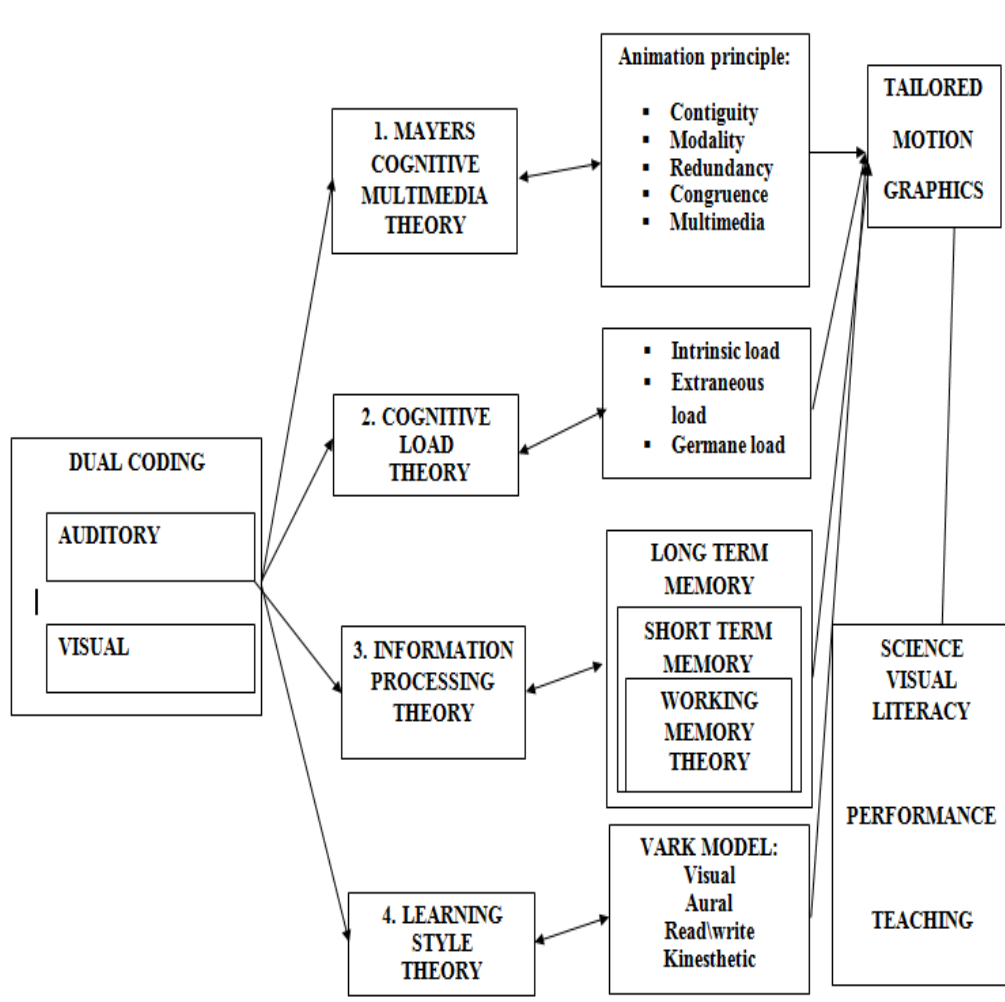 DUAL CODING
AUDITORY
VISUAL
1. MAYERS
COGNITIVE
MULTIMEDIA
THEORY
2. COGNITIVE
LOAD
THEORY
3. INFORMATION
PROCESSING
THEORY
4. LEARNING
STYLE
THEORY
Animation principle:
▪ Contiguity
▪ Modality
▪ Redundancy
▪ Congruence
▪ Multimedia
▪ Intrinsic load
▪ Extraneous
load
▪ Germane load
LONG TERM
MEMORY
SHORT TERM
MEMORY
WORKING
MEMORY
THEORY
VARK MODEL:
Visual
Aural
Read\write
Kinesthetic
TAILORED
MOTION
GRAPHICS
SCIENCE
VISUAL
LITERACY
PERFORMANCE
TEACHING